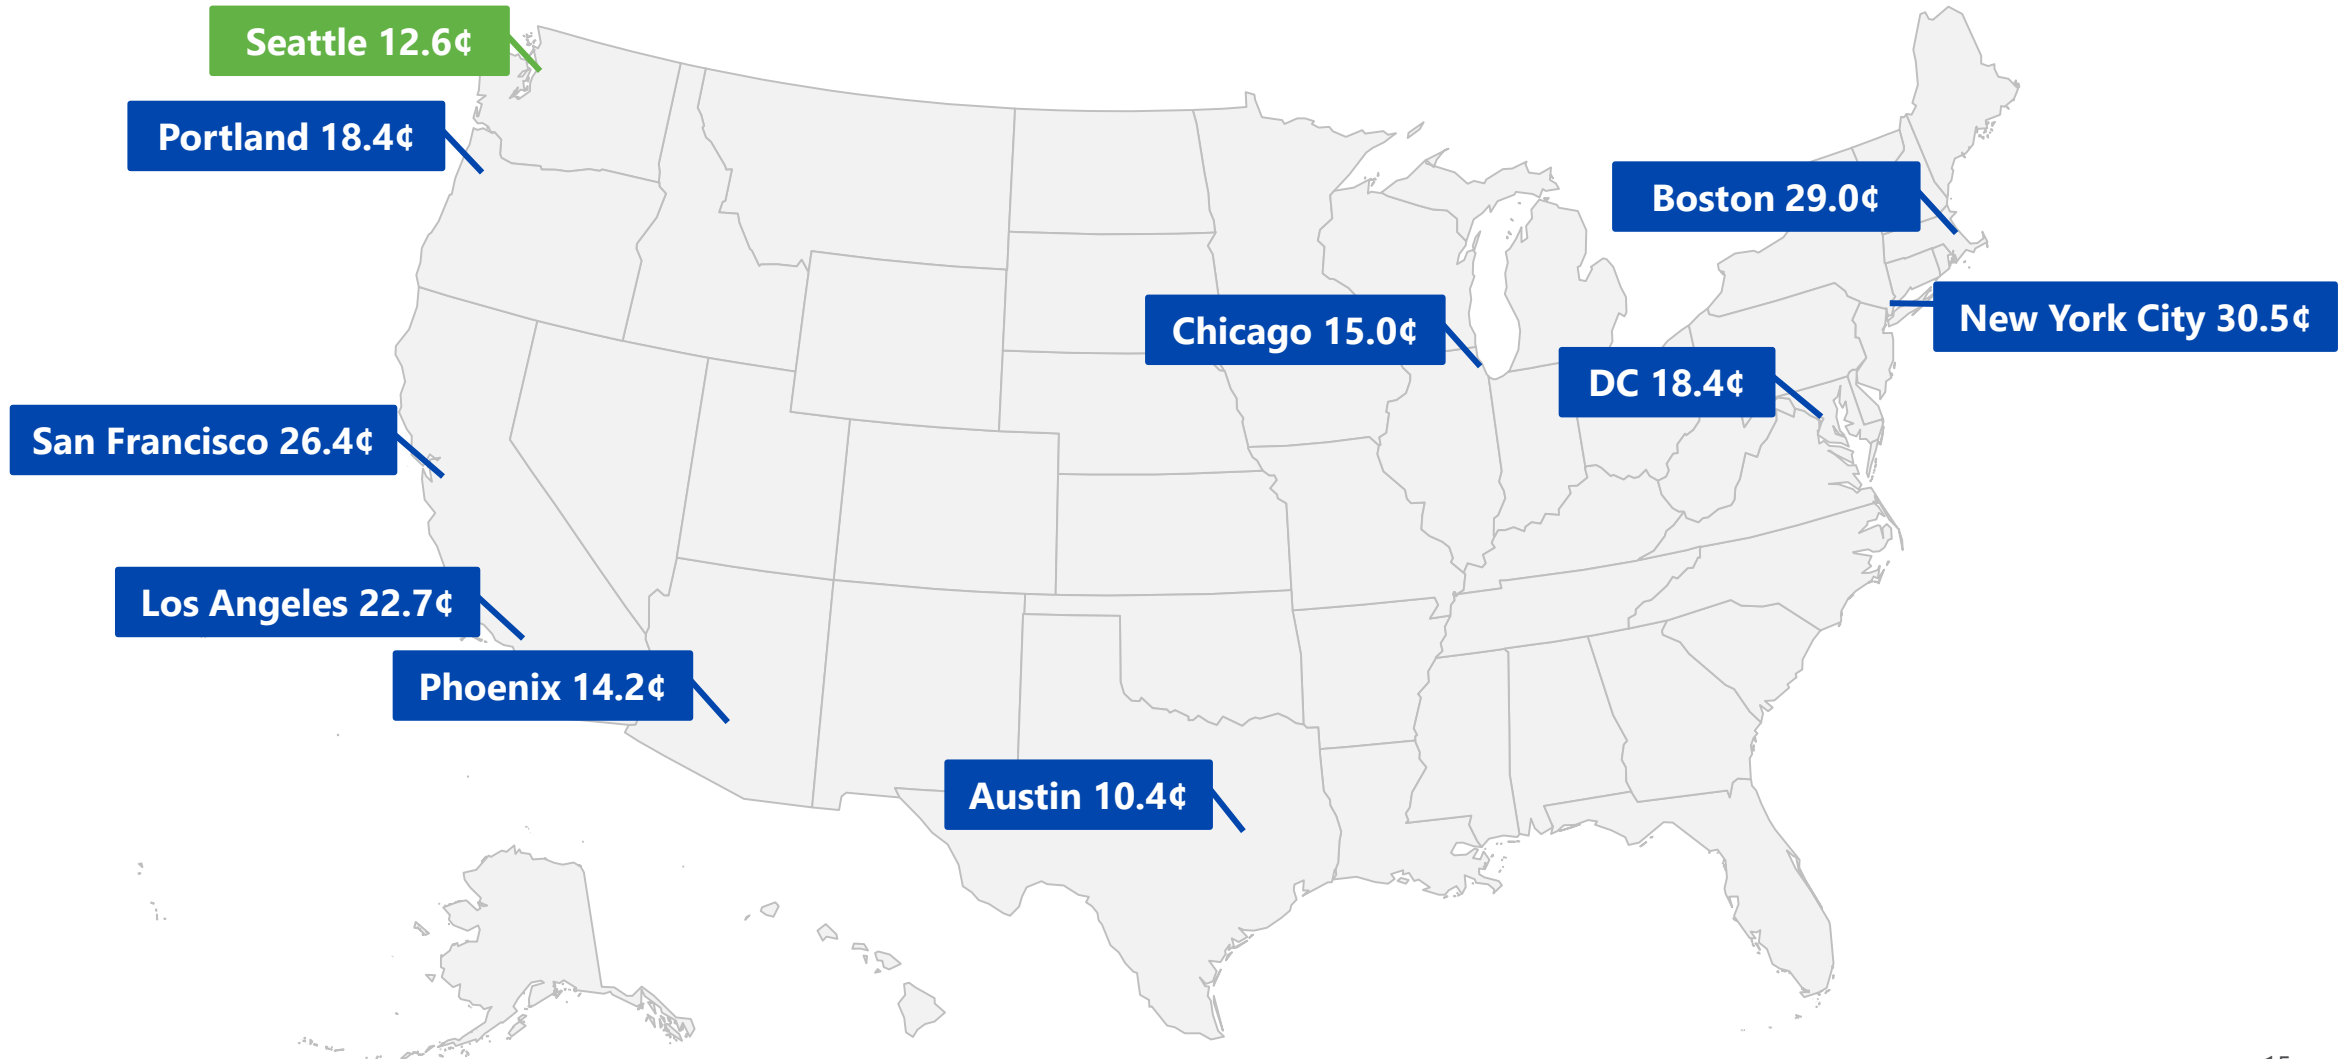 Seattle 12.6¢
Portland 18.4¢
Boston 29.0¢
New York City 30.5¢
Chicago 15.0¢
DC 18.4¢
San Francisco 26.4¢
Los Angeles 22.7¢
Phoenix 14.2¢
Austin 10.4¢